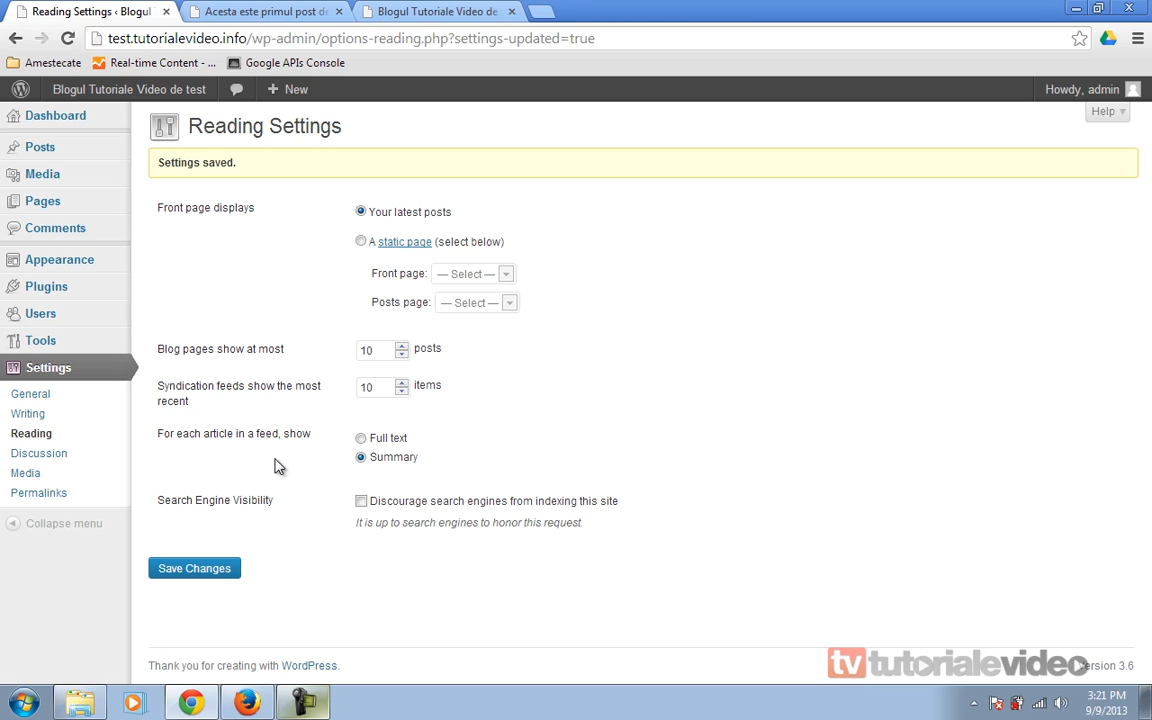 Reading Settings ‹ Blogul
Acesta este primul post de
Blogul Tutoriale Video de
test.tutorialevideo.info/wp-admin/options-reading.php?settings-updated=true
Amestecate
Real-time Content - ...
Google APIs Console
Blogul Tutoriale Video de test
+ New
Howdy, admin
Help
Dashboard
Posts
Media
Pages
Comments
Appearance
Plugins
Users
Tools
Settings
General
Writing
Reading
Discussion
Media
Permalinks
Collapse menu
Reading Settings
Settings saved.
Front page displays
Your latest posts
A static page (select below)
Front page: — Select —
Posts page: — Select —
Blog pages show at most
10 posts
Syndication feeds show the most
recent
10 items
For each article in a feed, show
Full text
Summary
Search Engine Visibility
Discourage search engines from indexing this site
It is up to search engines to honor this request.
Save Changes
Thank you for creating with WordPress.
tv tutorialevideo
Version 3.6
3:21 PM
9/9/2013